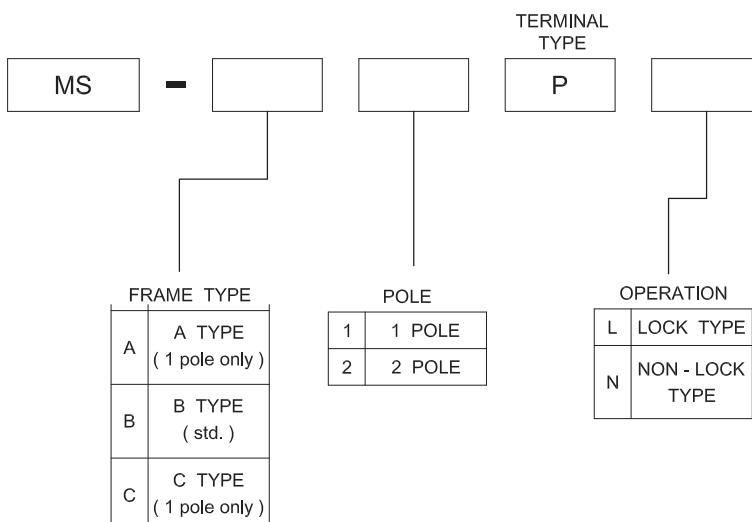 TERMINAL
TYPE
MS - P
FRAME TYPE
A A TYPE
( 1 pole only )
B B TYPE
( std. )
C C TYPE
( 1 pole only )
POLE
1 1 POLE
2 2 POLE
OPERATION
L LOCK TYPE
N NON - LOCK
TYPE